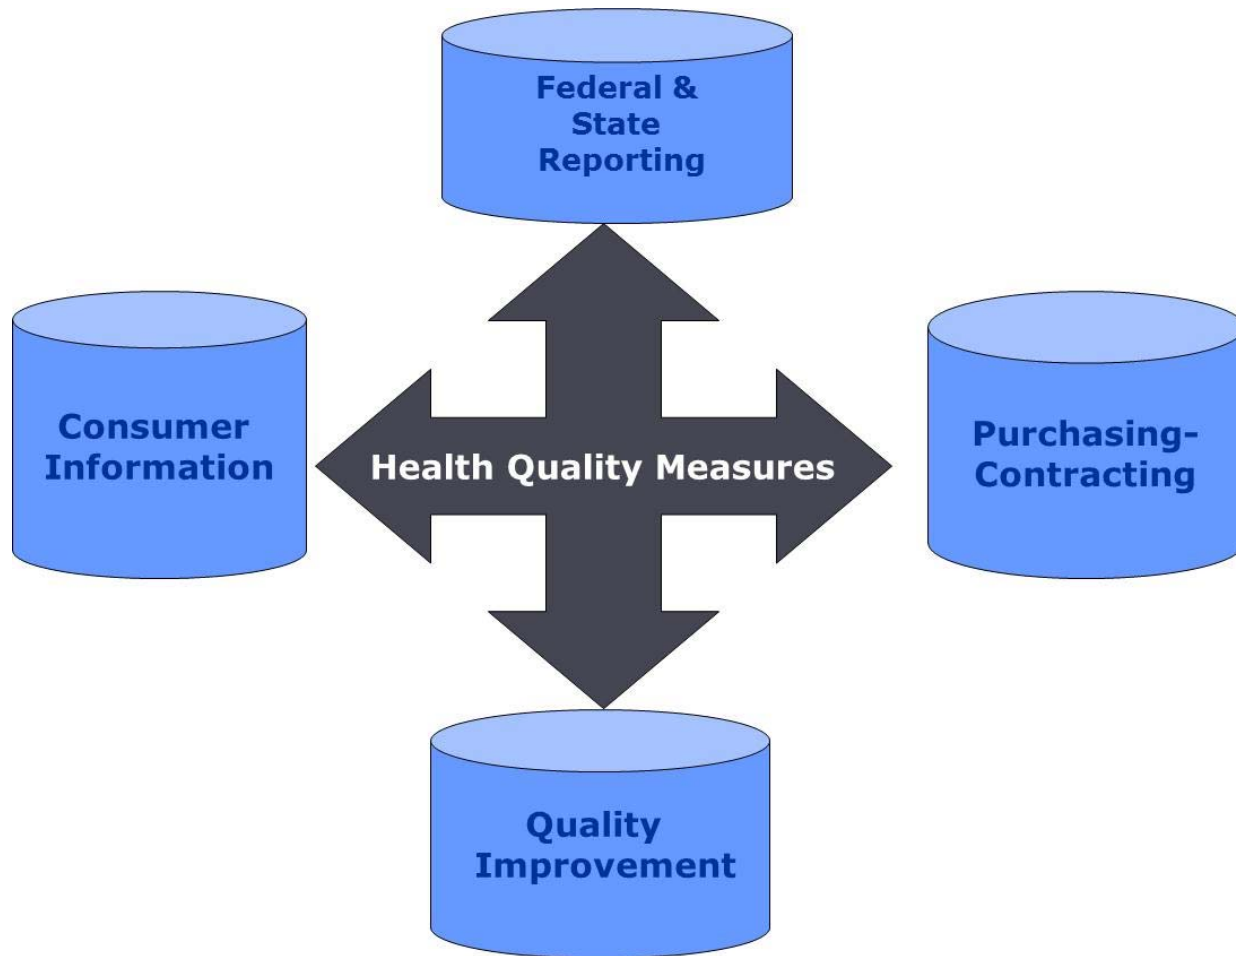 Federal &
State
Reporting
Consumer
Information
Health Quality Measures
Purchasing-
Contracting
Quality
Improvement